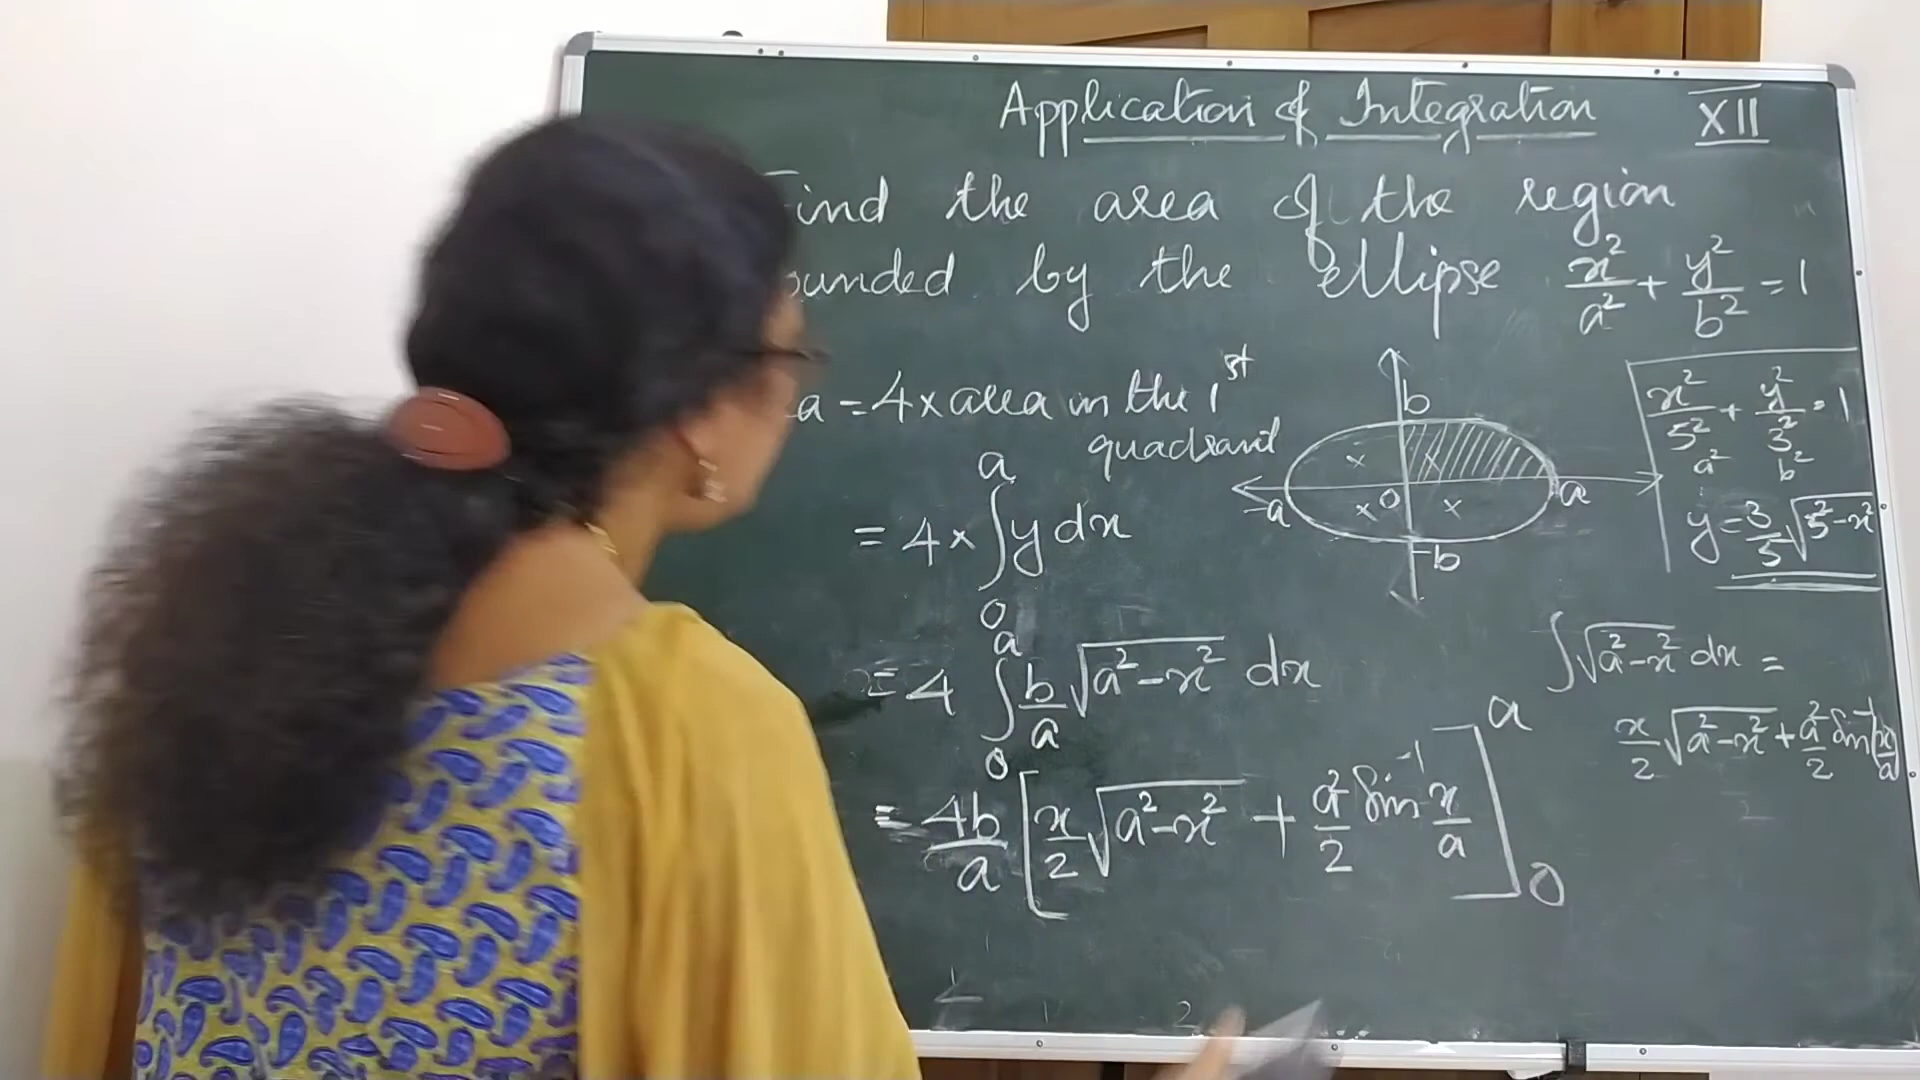 Application of Integration XII
Find the area of the region
bounded by the ellipse x²/a² + y²/b² = 1
a = 4 x area in the 1st
quadrant
= 4 x ∫₀ᵃ y dx
= 4 ∫₀ᵃ b/a √(a²-x²) dx
= 4b/a [x/2 √(a²-x²) + a²/2 Sin⁻¹ x/a]₀ᵃ
b
-a
x
x
x
x
0
a
-b
x²/5² + y²/3² = 1
a² b²
y = 3/5 √(5²-x²)
∫√(a²-x²) dx =
x/2 √(a²-x²) + a²/2 Sin⁻¹(x/a)